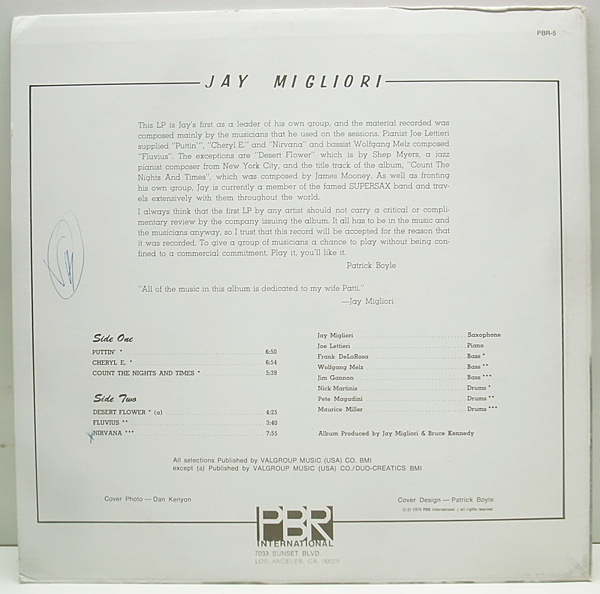 PBR-5
JAY MIGLIORI
This LP is Jay's first as a leader of his own group, and the material recorded was
composed mainly by the musicians that he used on the sessions. Pianist Joe Lettieri
supplied "Puttin'", "Cheryl E." and "Nirvana" and bassist Wolfgang Melz composed
"Fluvius". The exceptions are "Desert Flower" which is by Shep Myers, a jazz
pianist composer from New York City, and the title track of the album, "Count The
Nights And Times", which was composed by James Mooney. As well as fronting
his own group, Jay is currently a member of the famed SUPERSAX band and trav-
els extensively with them throughout the world.
I always think that the first LP by any artist should not carry a critical or compli-
mentary review by the company issuing the album. It all has to be in the music and
the musicians anyway, so I trust that this record will be accepted for the reason that
it was recorded. To give a group of musicians a chance to play without being con-
fined to a commercial commitment. Play it, you'll like it.
Patrick Boyle
"All of the music in this album is dedicated to my wife Patti."
—Jay Migliori
Side One
PUTTIN' * 6:50
CHERYL E. * 6:54
COUNT THE NIGHTS AND TIMES * 5:39
Side Two
DESERT FLOWER * (a) 4:25
FLUVIUS ** 3:40
NIRVANA *** 7:55
Jay Migliori Saxophone
Joe Lettieri Piano
Frank DeLaRosa Bass *
Wolfgang Melz Bass **
Jim Gannon Bass ***
Nick Martinis Drums *
Pete Magadini Drums **
Maurice Miller Drums ***
Album Produced by Jay Migliori & Bruce Kennedy
All selections Published by VALGROUP MUSIC (USA) CO. BMI
except (a) Published by VALGROUP MUSIC (USA) CO./DUO-CREATICS BMI
Cover Photo — Dan Kenyon
Cover Design — Patrick Boyle
©℗ 1975 PBR International / all rights reserved
PBR
INTERNATIONAL
7033 SUNSET BLVD.
LOS ANGELES, CA. 90028